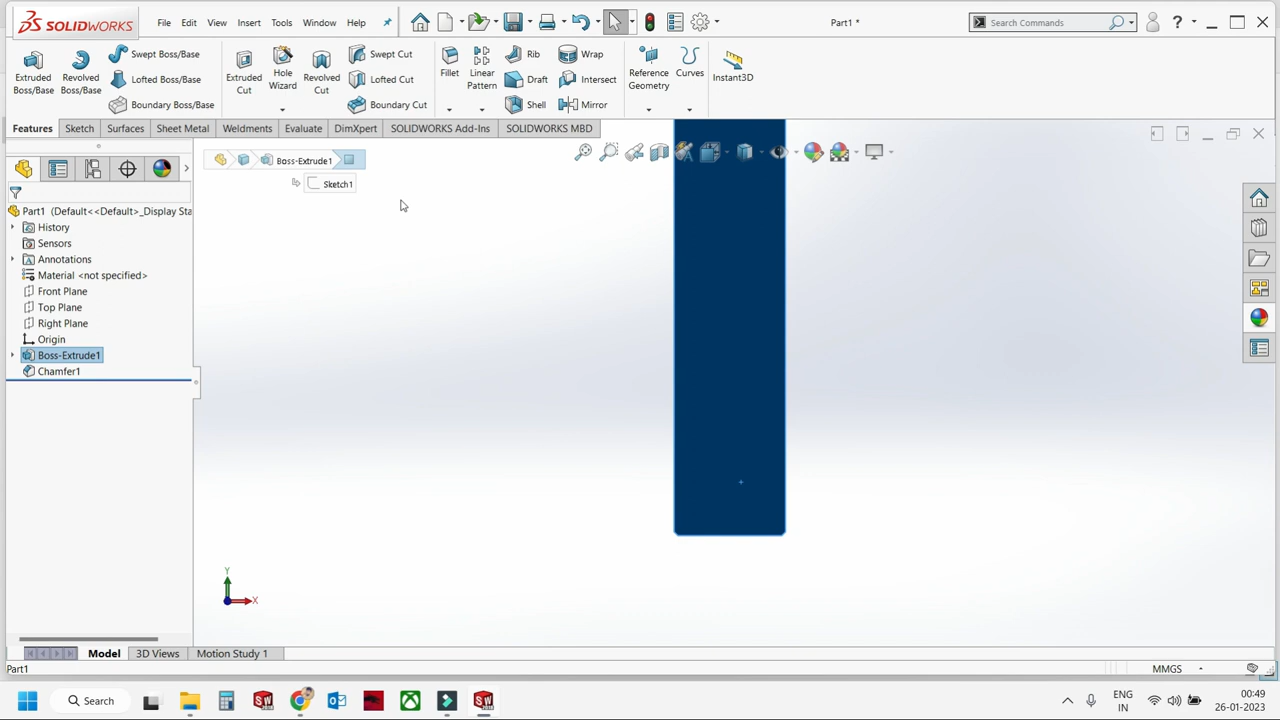 SOLIDWORKS File Edit View Insert Tools Window Help Part1 * Search Commands ?
Extruded Boss/Base
Revolved Boss/Base
Swept Boss/Base
Lofted Boss/Base
Boundary Boss/Base
Extruded Cut
Hole Wizard
Revolved Cut
Swept Cut
Lofted Cut
Boundary Cut
Fillet
Linear Pattern
Rib
Draft
Shell
Wrap
Intersect
Mirror
Reference Geometry
Curves
Instant3D
Features Sketch Surfaces Sheet Metal Weldments Evaluate DimXpert SOLIDWORKS Add-Ins SOLIDWORKS MBD
Boss-Extrude1
Sketch1
Part1 (Default<<Default>_Display Sta
History
Sensors
Annotations
Material <not specified>
Front Plane
Top Plane
Right Plane
Origin
Boss-Extrude1
Chamfer1
Y
X
Model 3D Views Motion Study 1
Part1 MMGS
Search
ENG
IN
00:49
26-01-2023